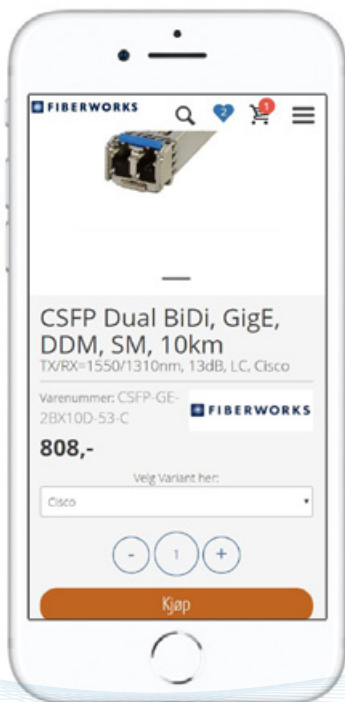 FIBERWORKS
2
1
CSFP Dual BiDi, GigE,
DDM, SM, 10km
TX/RX=1550/1310nm, 13dB, LC, Cisco
Varenummer: CSFP-GE-
2BX10D-53-C
FIBERWORKS
808,-
Velg Variant her:
Cisco
-
1
+
Kjøp